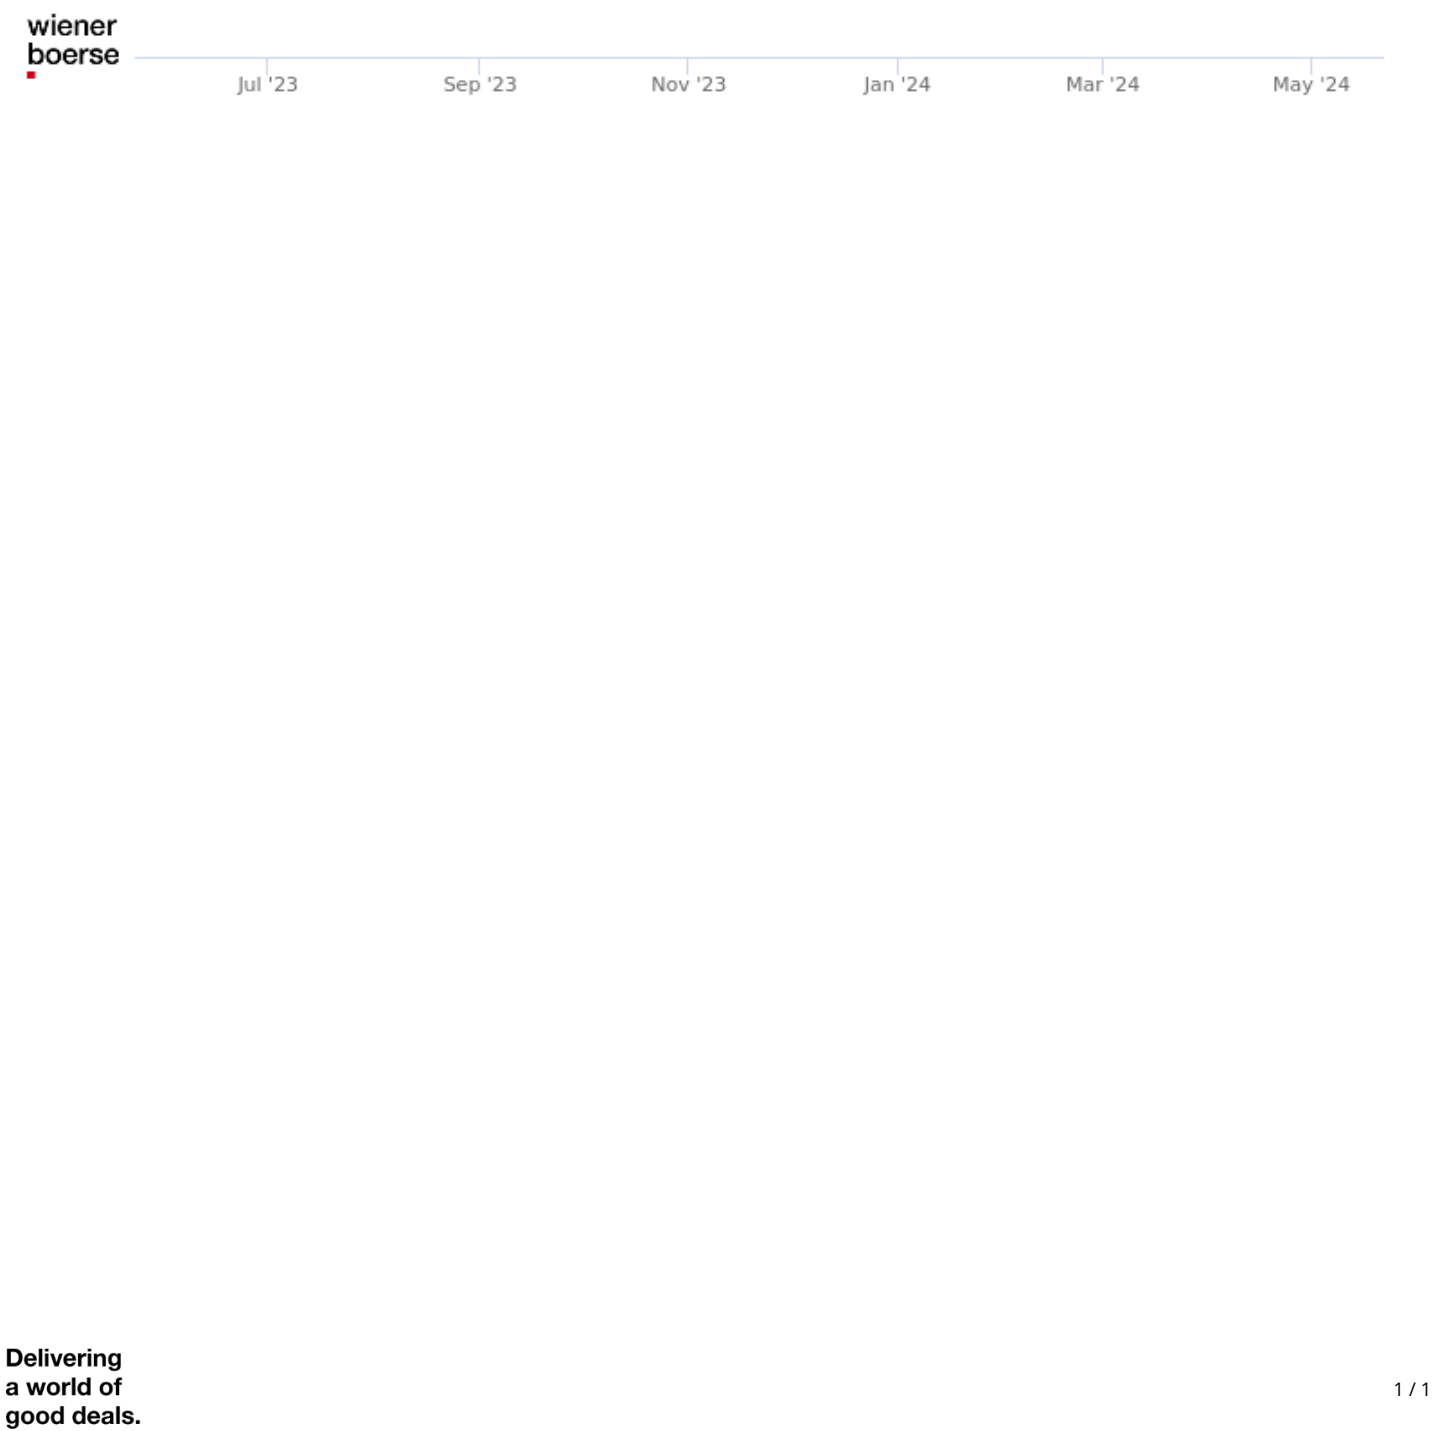 wiener
boerse
Jul '23 Sep '23 Nov '23 Jan '24 Mar '24 May '24
Delivering
a world of
good deals.
1 / 1